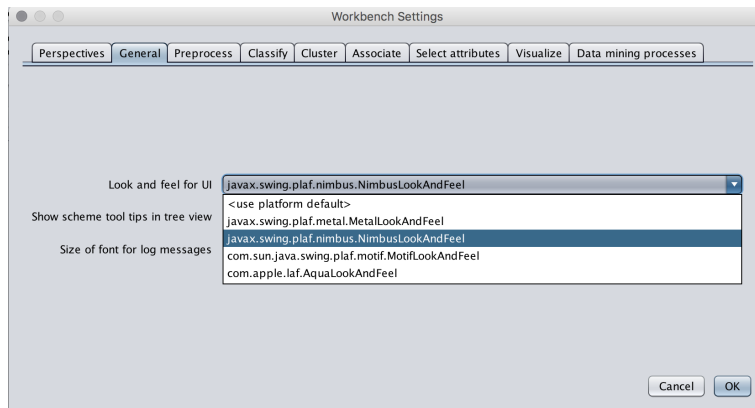 Workbench Settings
Perspectives General Preprocess Classify Cluster Associate Select attributes Visualize Data mining processes
Look and feel for UI javax.swing.plaf.nimbus.NimbusLookAndFeel
<use platform default>
Show scheme tool tips in tree view javax.swing.plaf.metal.MetalLookAndFeel
javax.swing.plaf.nimbus.NimbusLookAndFeel
Size of font for log messages com.sun.java.swing.plaf.motif.MotifLookAndFeel
com.apple.laf.AquaLookAndFeel
Cancel OK